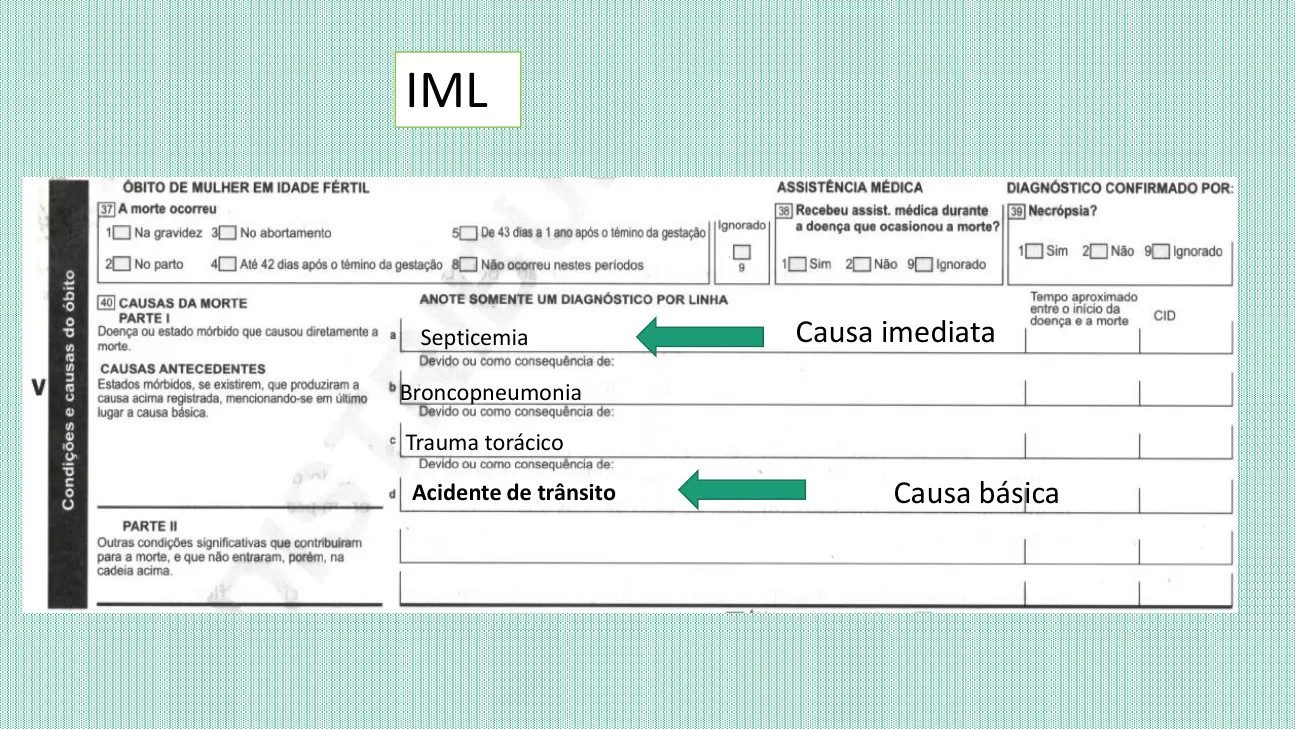 IML
ÓBITO DE MULHER EM IDADE FÉRTIL
37 A morte ocorreu
1 Na gravidez 3 No abortamento 5 De 43 dias a 1 ano após o témino da gestação
2 No parto 4 Até 42 dias após o témino da gestação 8 Não ocorreu nestes períodos
Ignorado
9
ASSISTÊNCIA MÉDICA
38 Recebeu assist. médica durante
a doença que ocasionou a morte?
1 Sim 2 Não 9 Ignorado
DIAGNÓSTICO CONFIRMADO POR:
39 Necrópsia?
1 Sim 2 Não 9 Ignorado
V
Condições e causas do óbito
40 CAUSAS DA MORTE
PARTE I
Doença ou estado mórbido que causou diretamente a
morte.
CAUSAS ANTECEDENTES
Estados mórbidos, se existirem, que produziram a
causa acima registrada, mencionando-se em último
lugar a causa básica.
ANOTE SOMENTE UM DIAGNÓSTICO POR LINHA
Tempo aproximado
entre o início da
doença e a morte
CID
a Septicemia Causa imediata
Devido ou como consequência de:
b Broncopneumonia
Devido ou como consequência de:
c Trauma torácico
Devido ou como consequência de:
d Acidente de trânsito Causa básica
PARTE II
Outras condições significativas que contribuiram
para a morte, e que não entraram, porém, na
cadeia acima.